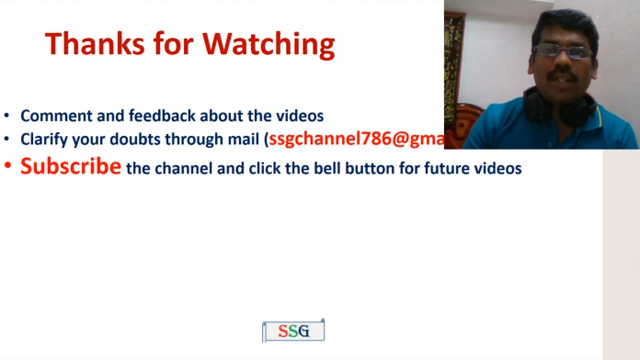 Thanks for Watching
• Comment and feedback about the videos
• Clarify your doubts through mail (ssgchannel786@gma
• Subscribe the channel and click the bell button for future videos
SSG